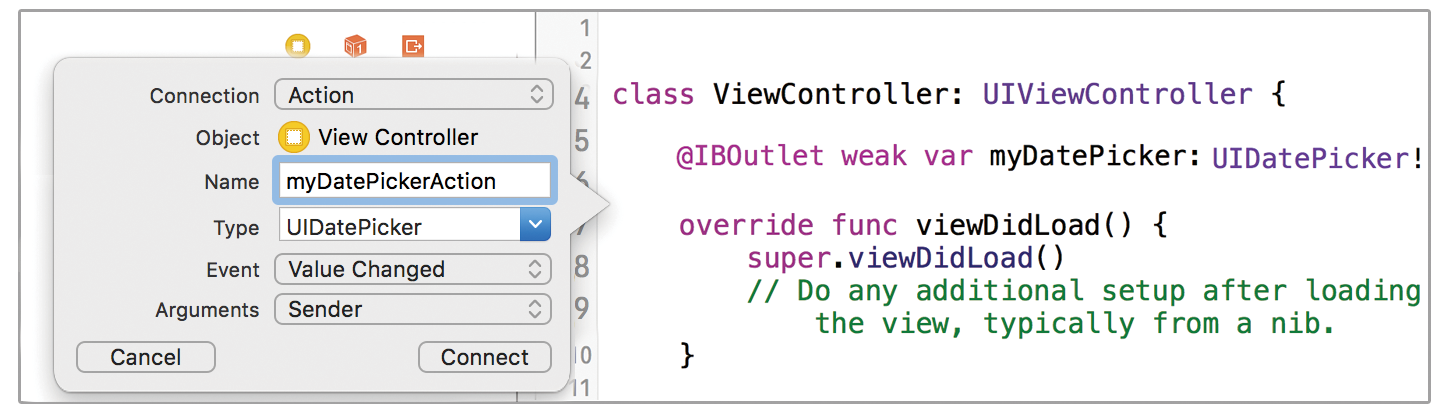 Connection Action
Object View Controller
Name myDatePickerAction
Type UIDatePicker
Event Value Changed
Arguments Sender
Cancel Connect
1
2
4 class ViewController: UIViewController {
5 @IBOutlet weak var myDatePicker: UIDatePicker!
6
7 override func viewDidLoad() {
super.viewDidLoad()
8
// Do any additional setup after loading
9
the view, typically from a nib.
10 }
11